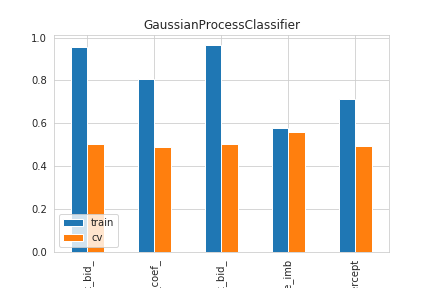 GaussianProcessClassifier
1.0
0.8
0.6
0.4
0.2
0.0
train
cv
_bid_
coef_
_bid_
e_imb
ercept